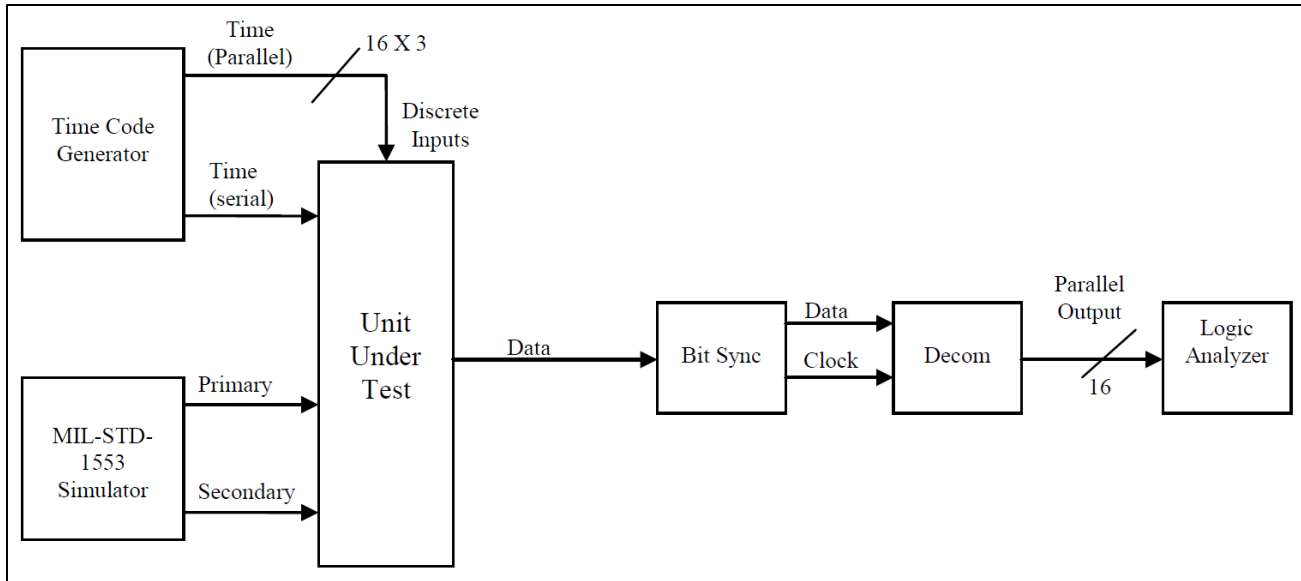 Time
(Parallel)
16 X 3
Time Code
Generator
Discrete
Inputs
Time
(serial)
Unit
Under
Test
Data
Bit Sync
Data
Clock
Decom
Parallel
Output
16
Logic
Analyzer
MIL-STD-
1553
Simulator
Primary
Secondary